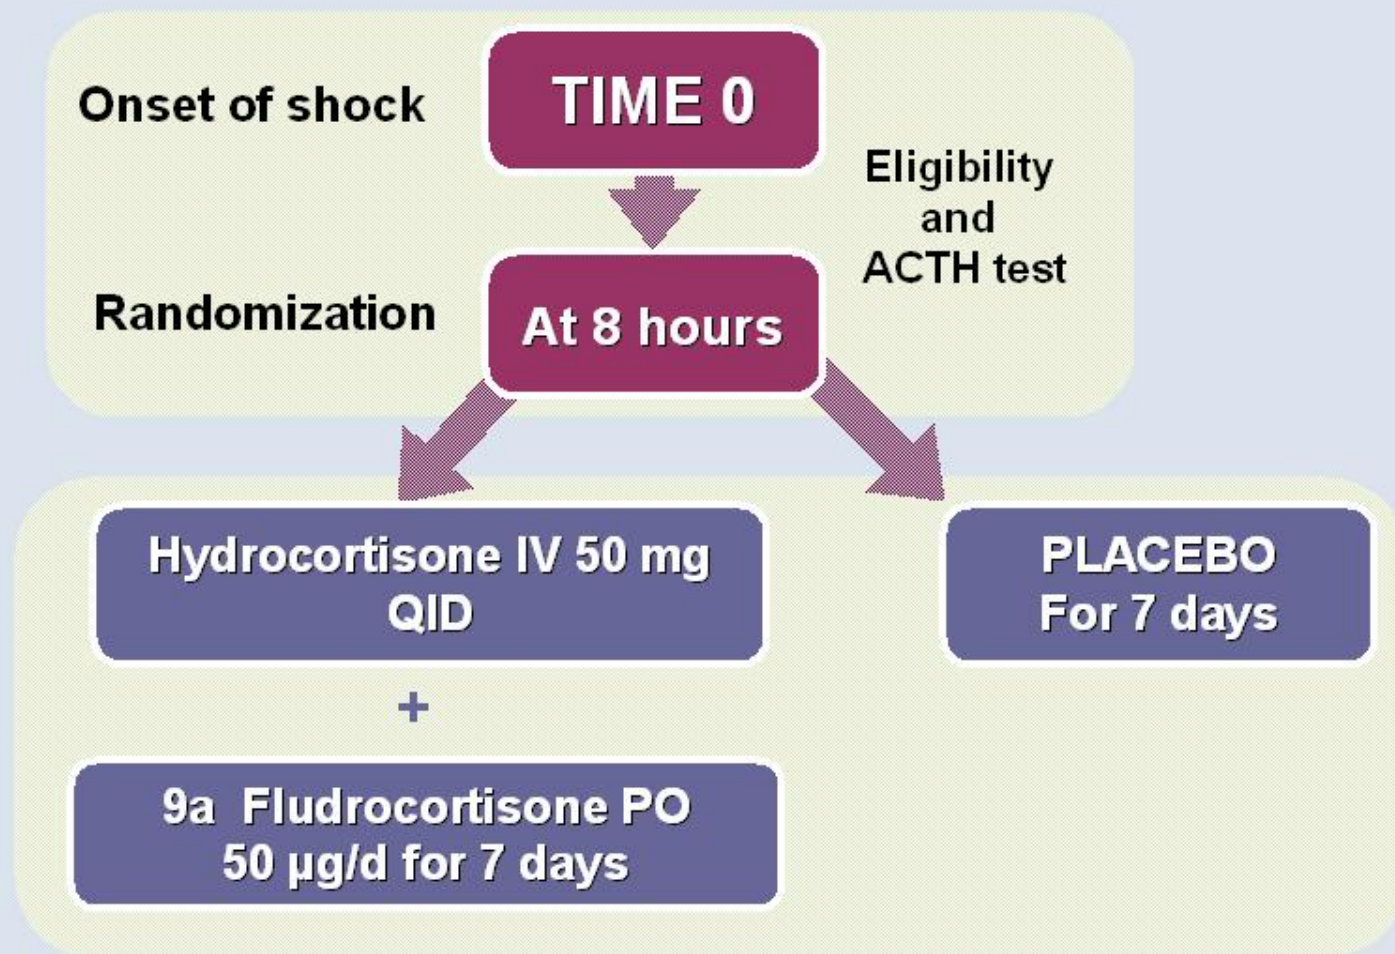 Onset of shock
TIME 0
Eligibility
and
ACTH test
Randomization
At 8 hours
Hydrocortisone IV 50 mg
QID
PLACEBO
For 7 days
+
9a Fludrocortisone PO
50 µg/d for 7 days